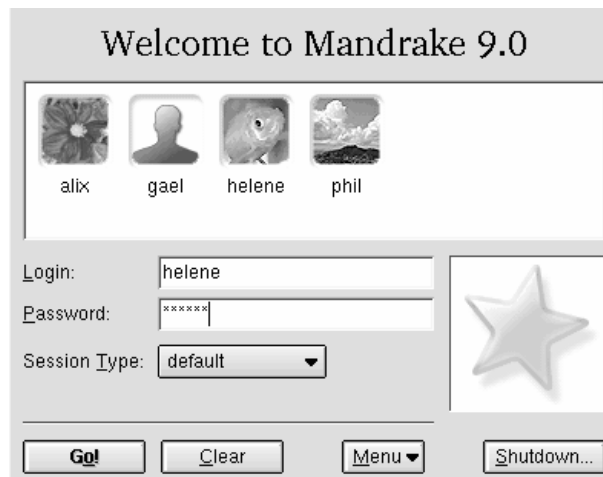 Welcome to Mandrake 9.0
alix gael helene phil
Login: helene
Password: ******
Session Type: default
Go! Clear Menu Shutdown...